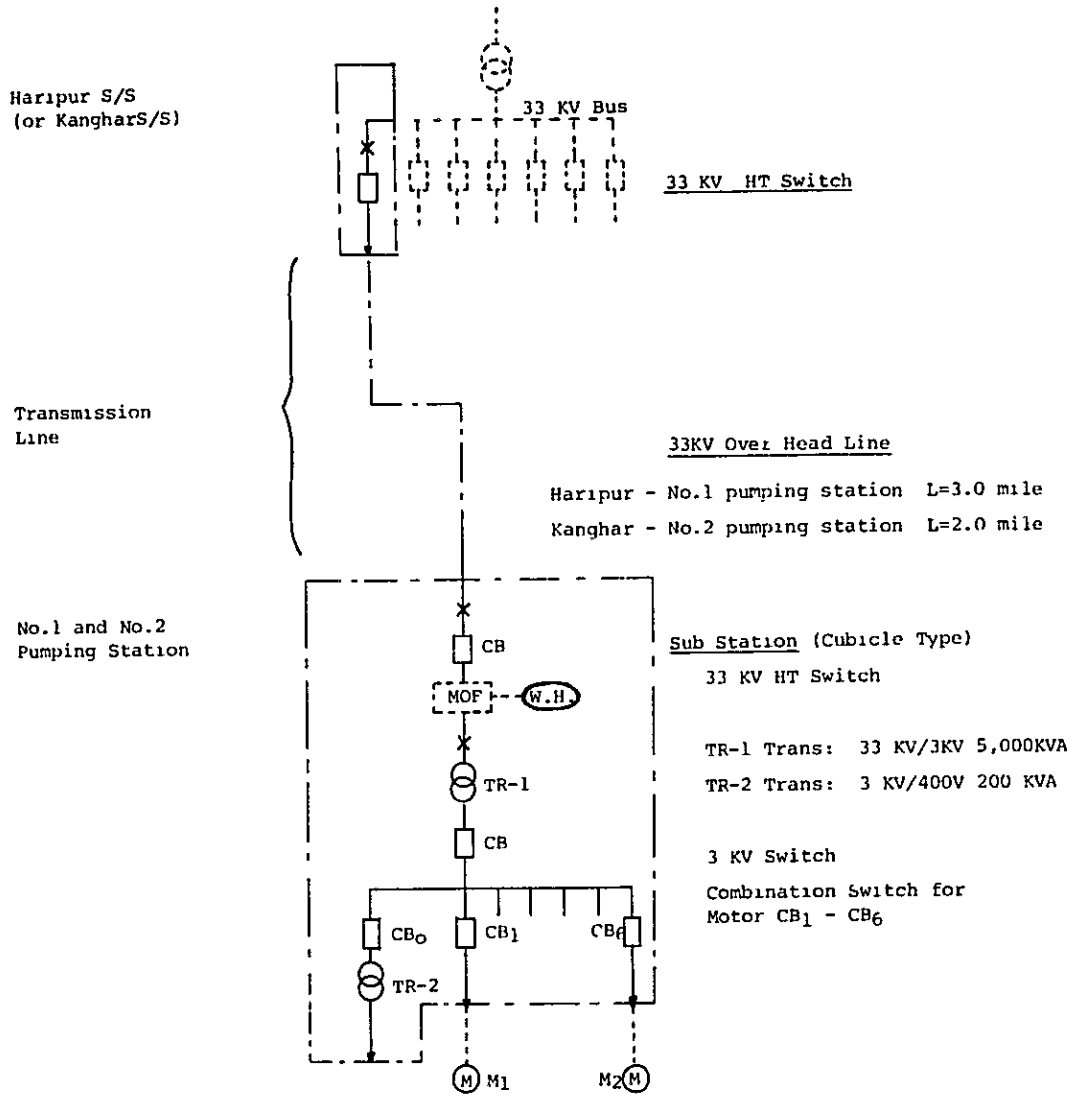 Haripur S/S
(or KangharS/S)
33 KV Bus
33 KV HT Switch
Transmission
Line
33KV Over Head Line
Haripur - No.1 pumping station L=3.0 mile
Kanghar - No.2 pumping station L=2.0 mile
No.1 and No.2
Pumping Station
CB
MOF
W.H.
Sub Station (Cubicle Type)
33 KV HT Switch
TR-1
TR-1 Trans: 33 KV/3KV 5,000KVA
TR-2 Trans: 3 KV/400V 200 KVA
CB
3 KV Switch
Combination Switch for
Motor CB1 - CB6
CBo
CB1
CB6
TR-2
M M1
M2 M